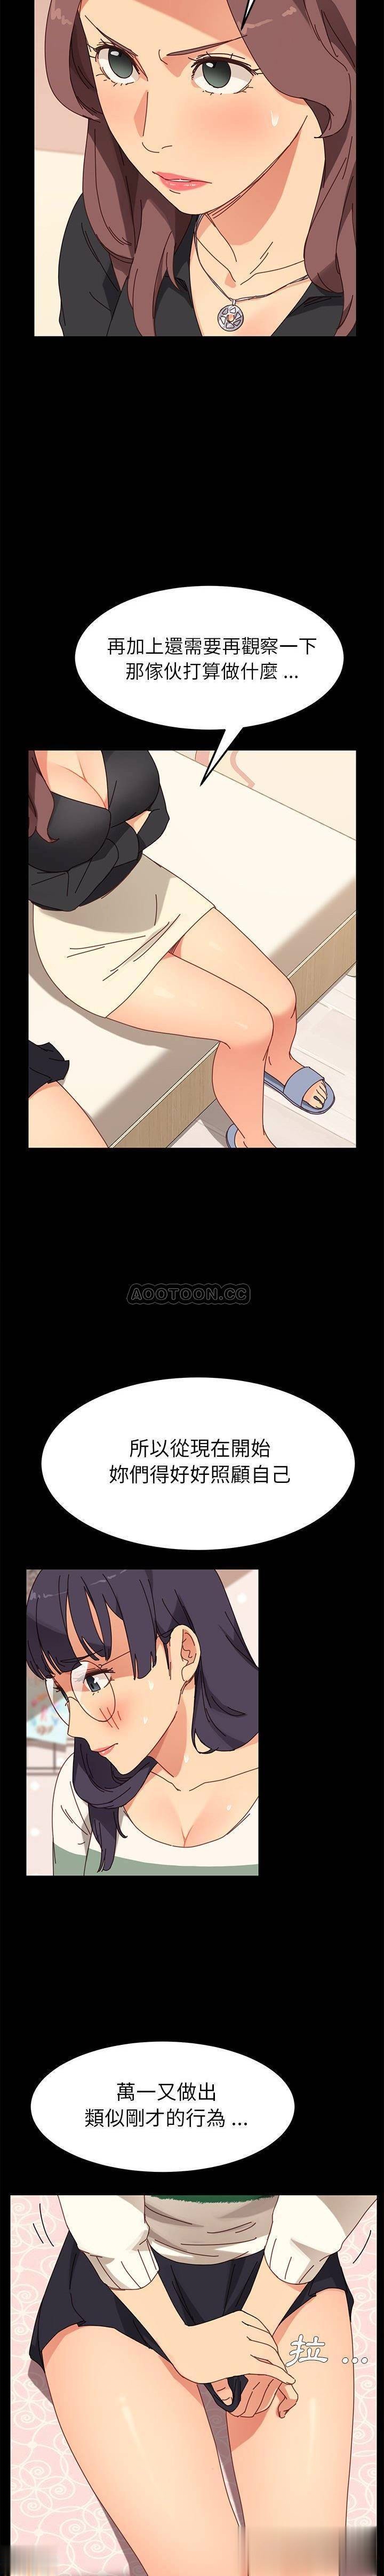 再加上還需要再觀察一下
那傢伙打算做什麼...
AOOTOON.CC
所以從現在開始
妳們得好好照顧自己
萬一又做出
類似剛才的行為...
拉...